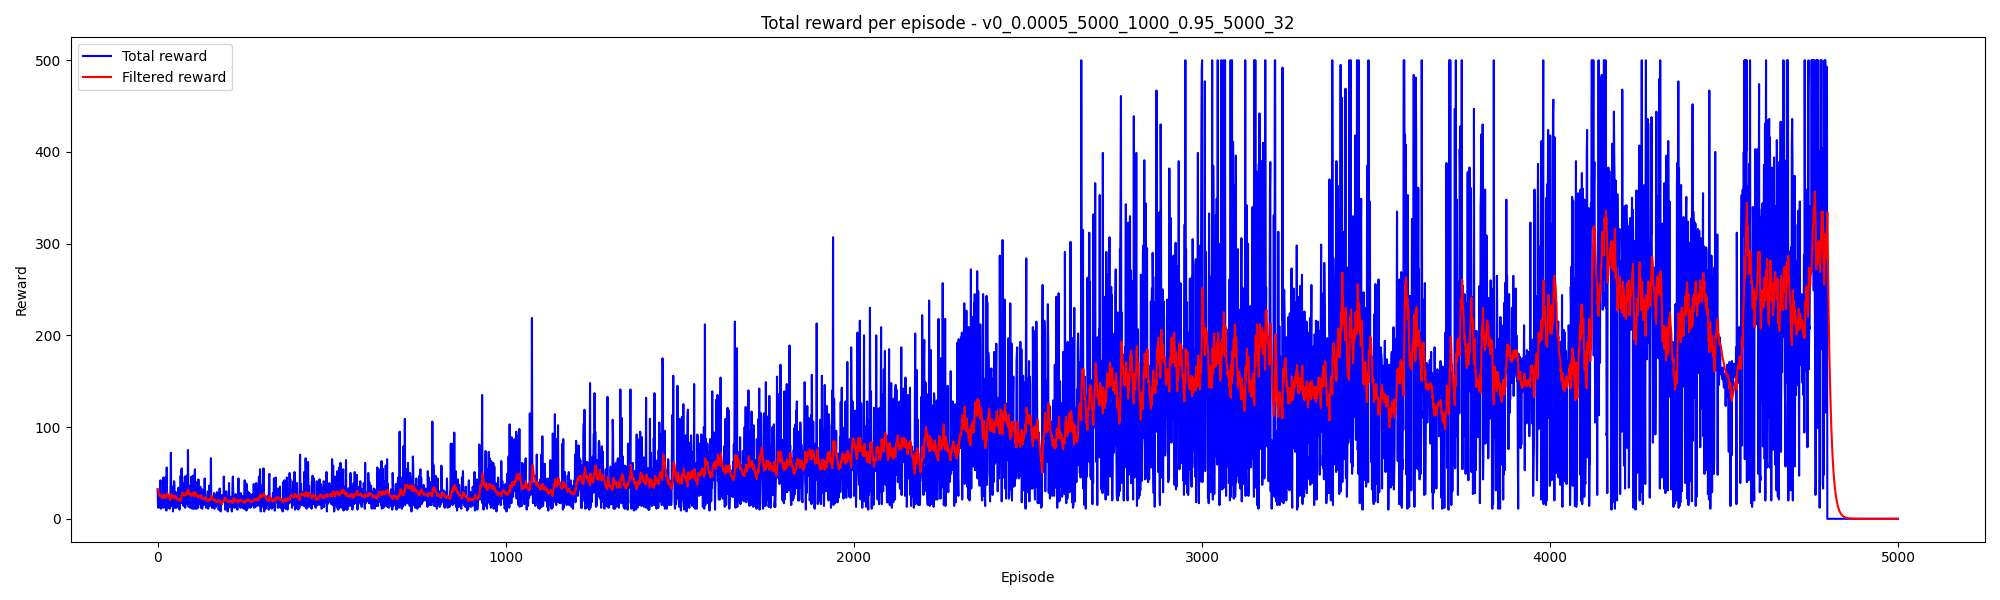 Total reward per episode - v0_0.0005_5000_1000_0.95_5000_32
Total reward
Filtered reward
500
400
300
200
100
0
Reward
0 1000 2000 3000 4000 5000
Episode